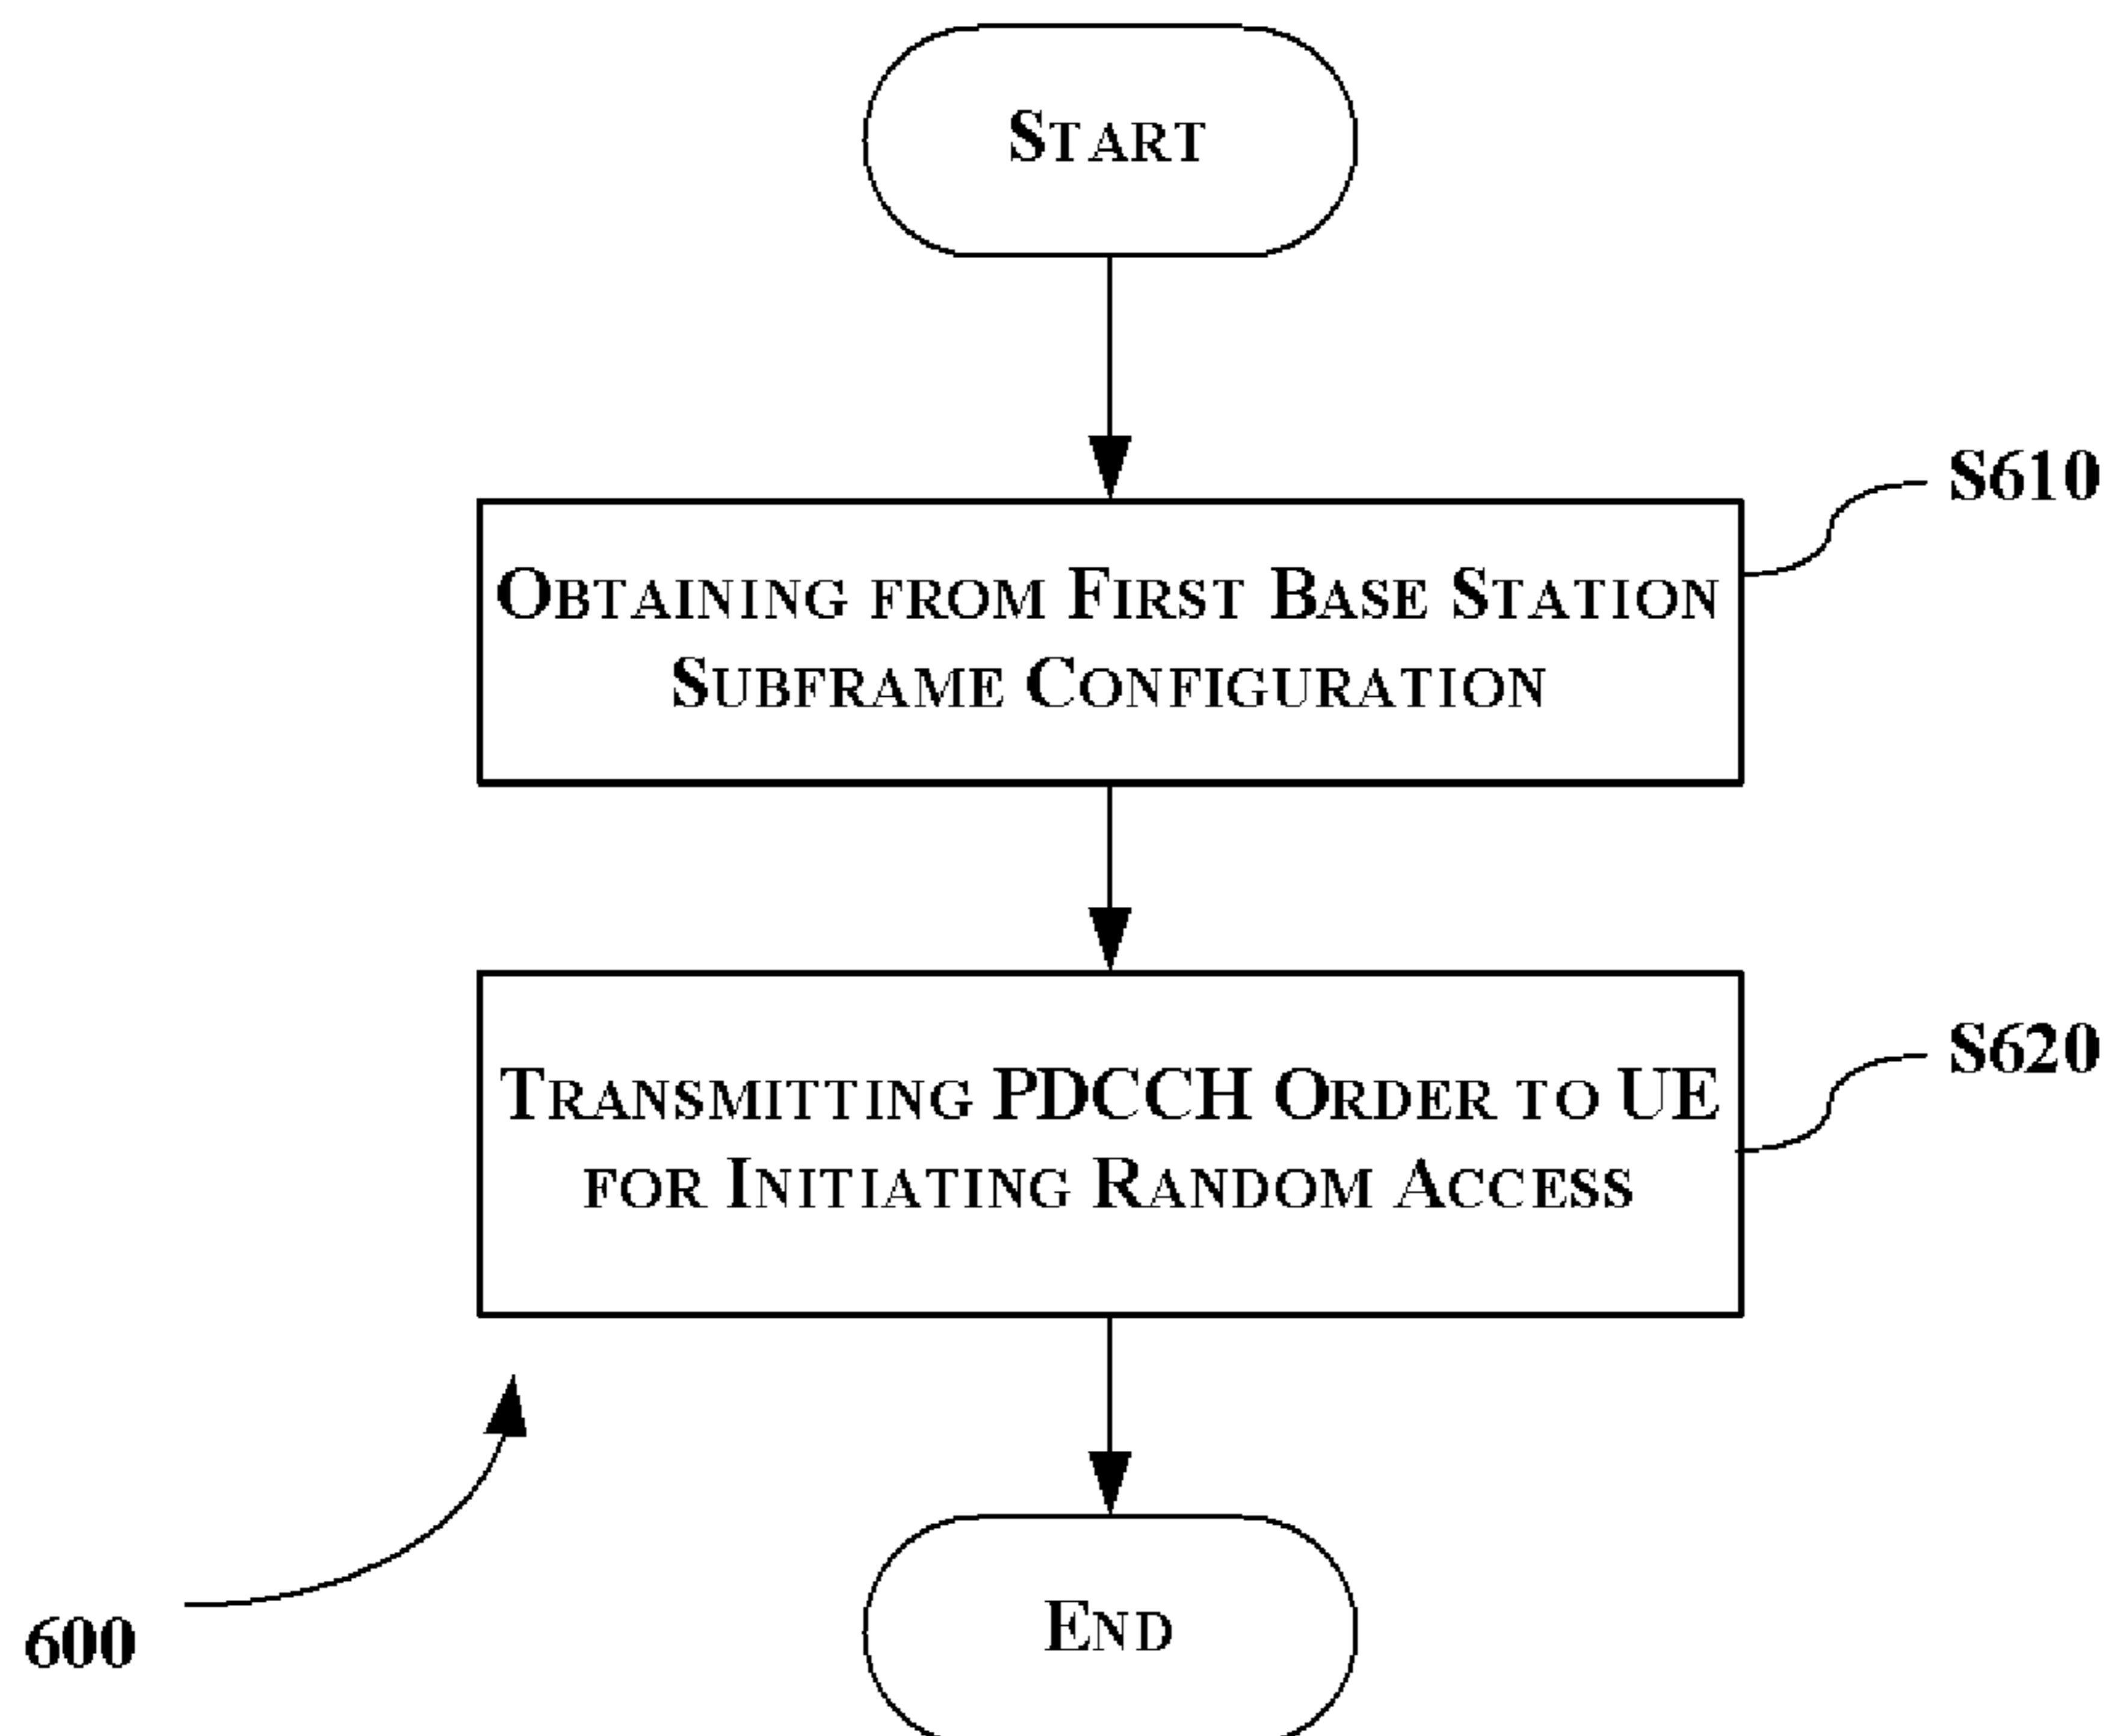 START
S610
OBTAINING FROM FIRST BASE STATION
SUBFRAME CONFIGURATION
S620
TRANSMITTING PDCCH ORDER TO UE
FOR INITIATING RANDOM ACCESS
600
END